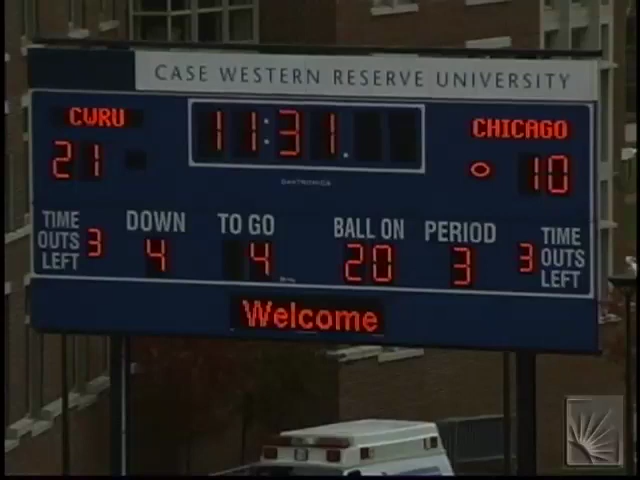 CASE WESTERN RESERVE UNIVERSITY
CWRU 11:31. CHICAGO
21 10
DAKTRONICS
TIME OUTS LEFT 3 DOWN 4 TO GO 4 BALL ON 20 PERIOD 3 3 TIME OUTS LEFT
Welcome